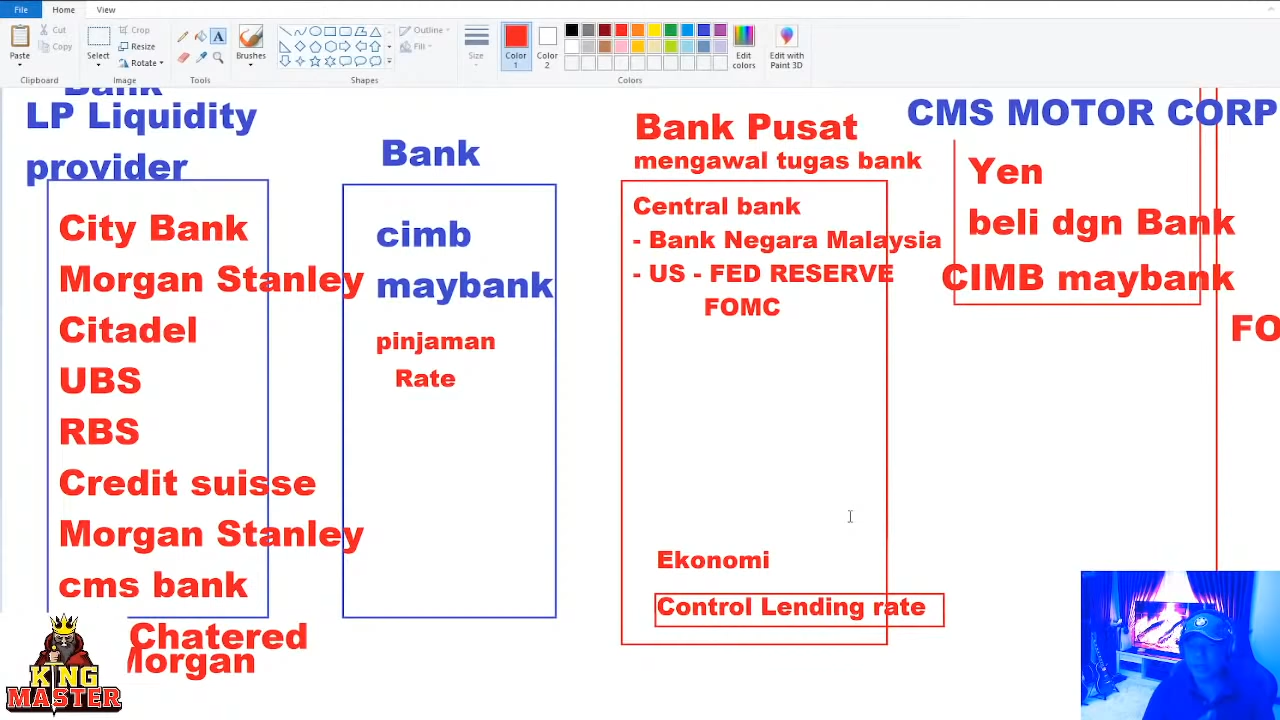 File
Home
View
Paste
Cut
Copy
Clipboard
Select
Crop
Resize
Rotate
Image
A
Tools
Brushes
Shapes
Outline
Fill
Size
Color
1
Color
2
Edit
colors
Colors
Edit with
Paint 3D
Bank
LP Liquidity
provider
City Bank
Morgan Stanley
Citadel
UBS
RBS
Credit suisse
Morgan Stanley
cms bank
Chatered
Morgan
Bank
cimb
maybank
pinjaman
Rate
Bank Pusat
mengawal tugas bank
Central bank
- Bank Negara Malaysia
- US - FED RESERVE
FOMC
Ekonomi
Control Lending rate
CMS MOTOR CORP
Yen
beli dgn Bank
CIMB maybank
FO
KING
MASTER